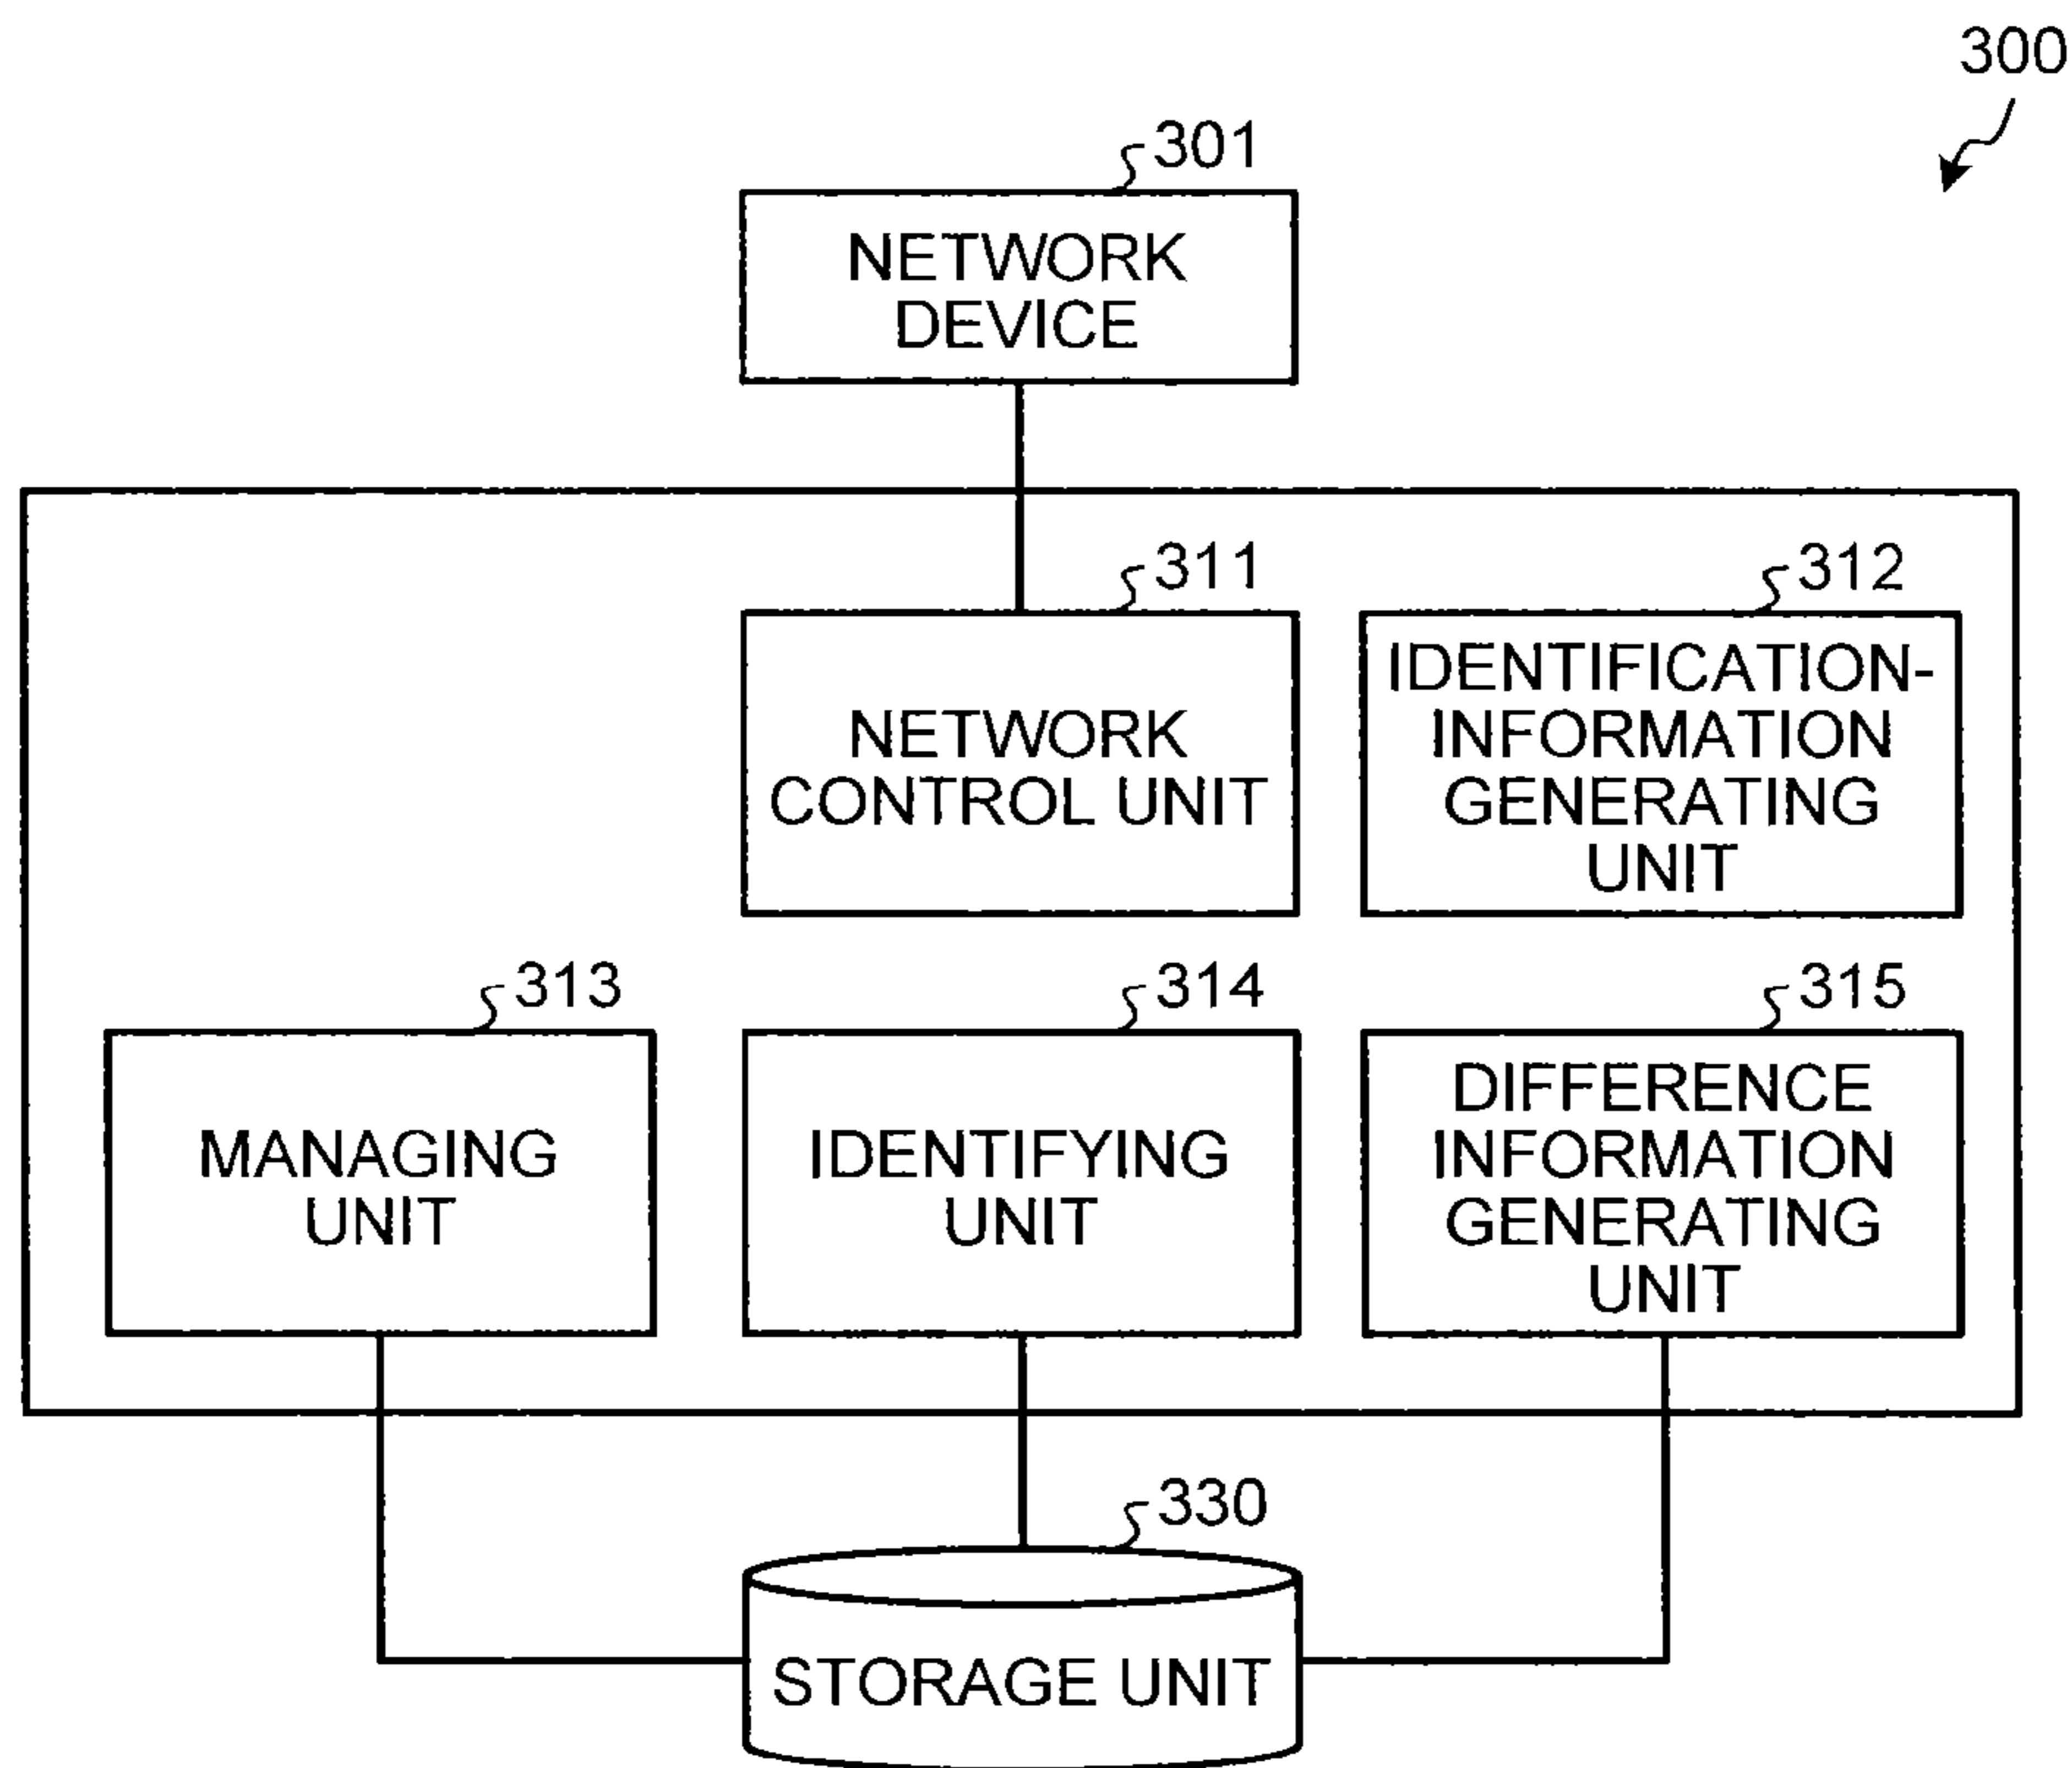 300
301
NETWORK
DEVICE
311
NETWORK
CONTROL UNIT
312
IDENTIFICATION-
INFORMATION
GENERATING
UNIT
313
MANAGING
UNIT
314
IDENTIFYING
UNIT
315
DIFFERENCE
INFORMATION
GENERATING
UNIT
330
STORAGE UNIT